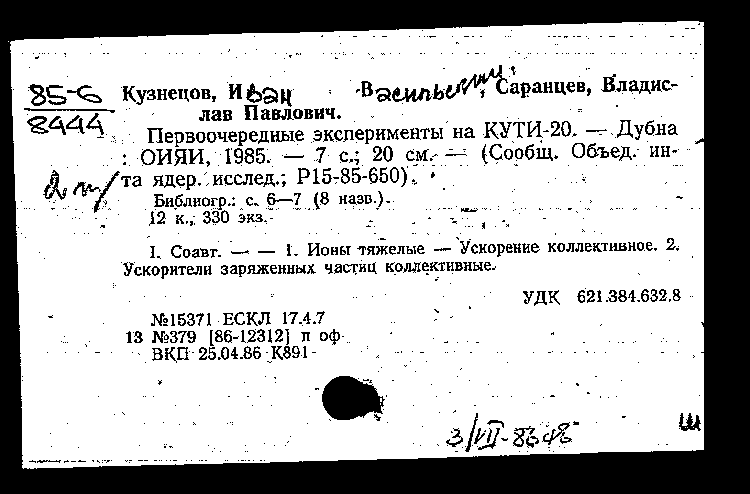 85-6
8444
Кузнецов, Иван Васильевич, Саранцев, Владис-
лав Павлович.
Первоочередные эксперименты на КУТИ-20. — Дубна
: ОИЯИ, 1985. — 7 с.; 20 см. — (Сообщ. Объед. ин-
та ядер. исслед.; Р15-85-650).
Библиогр.: с. 6—7 (8 назв.).
12 к., 330 экз.
I. Соавт. — — 1. Ионы тяжелые — Ускорение коллективное. 2.
Ускорители заряженных частиц коллективные.
УДК 621.384.632.8
№15371 ЕСКЛ 17.4.7
13 №379 [86-12312] п оф
ВКП 25.04.86 К891
3/VII-8348
Ш